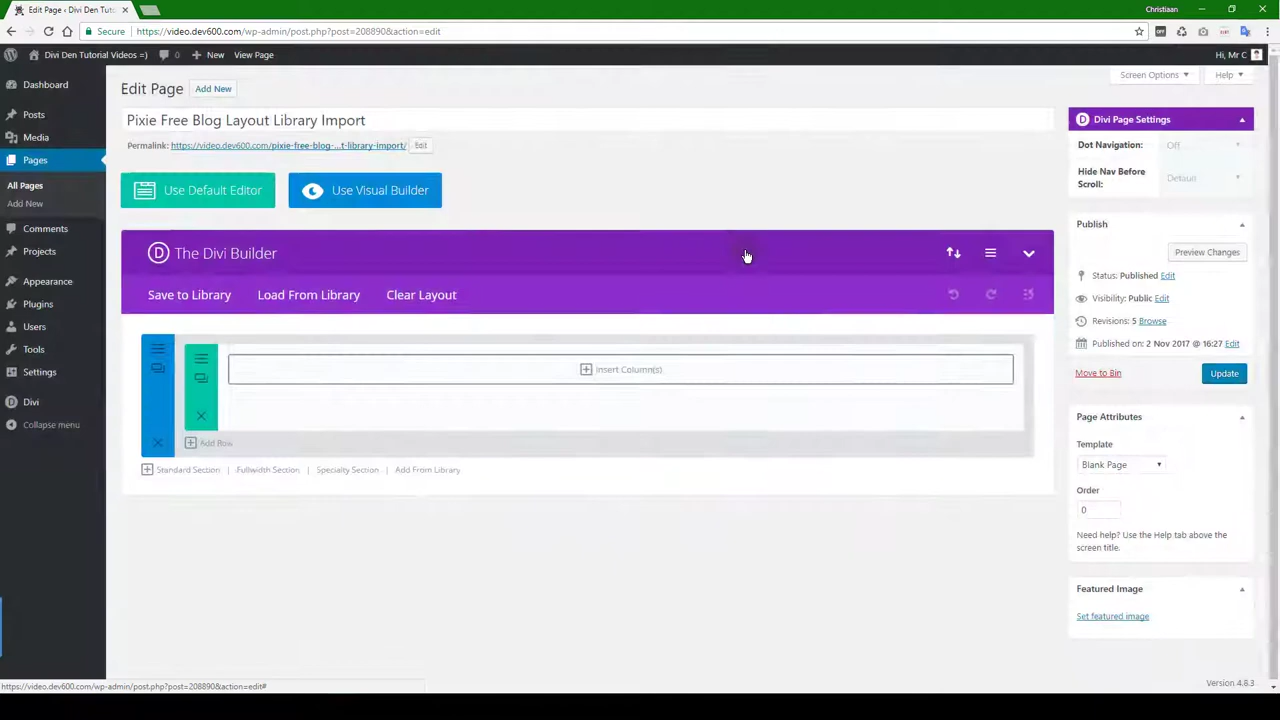 Edit Page ‹ Divi Den Tuto
Christiaan
Secure https://video.dev600.com/wp-admin/post.php?post=208890&action=edit
Divi Den Tutorial Videos =) 0 New View Page Hi, Mr C
Dashboard
Posts
Media
Pages
All Pages
Add New
Comments
Projects
Appearance
Plugins
Users
Tools
Settings
Divi
Collapse menu
Screen Options Help
Edit Page Add New
Pixie Free Blog Layout Library Import
Permalink: https://video.dev600.com/pixie-free-blog-...t-library-import/ Edit
Use Default Editor Use Visual Builder
The Divi Builder
Save to Library Load From Library Clear Layout
Insert Column(s)
Add Row
Standard Section | Fullwidth Section | Specialty Section | Add From Library
Divi Page Settings
Dot Navigation: Off
Hide Nav Before Default
Scroll:
Publish
Preview Changes
Status: Published Edit
Visibility: Public Edit
Revisions: 5 Browse
Published on: 2 Nov 2017 @ 16:27 Edit
Move to Bin Update
Page Attributes
Template
Blank Page
Order
0
Need help? Use the Help tab above the
screen title.
Featured Image
Set featured image
Version 4.8.3
https://video.dev600.com/wp-admin/post.php?post=208890&action=edit#